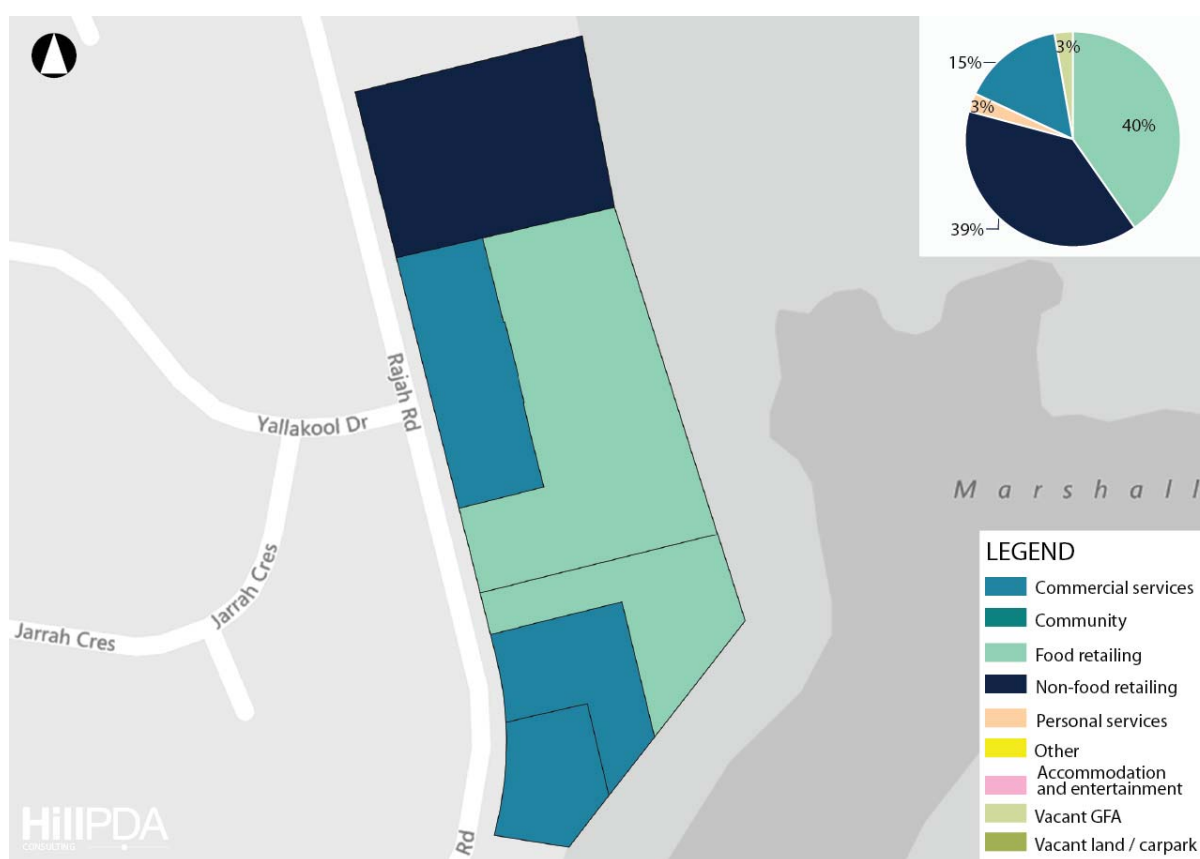 3%
15%
3%
40%
39%
Rajah Rd
Yallakool Dr
Marshall
Jarrah Cres
Jarrah Cres
Rd
LEGEND
Commercial services
Community
Food retailing
Non-food retailing
Personal services
Other
Accommodation
and entertainment
Vacant GFA
Vacant land / carpark
HillPDA
CONSULTING